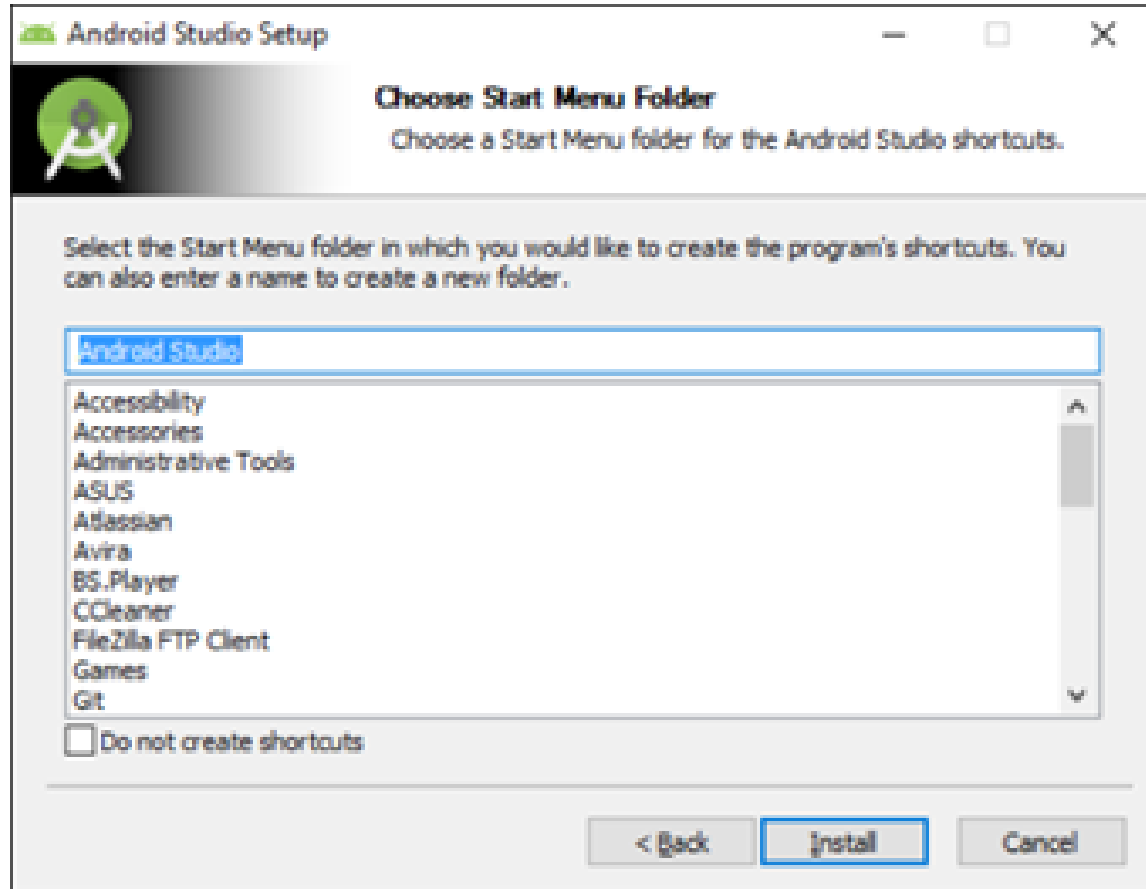 Android Studio Setup
Choose Start Menu Folder
Choose a Start Menu folder for the Android Studio shortcuts.
Select the Start Menu folder in which you would like to create the program's shortcuts. You
can also enter a name to create a new folder.
Android Studio
Accessibility
Accessories
Administrative Tools
ASUS
Atlassian
Avira
BS.Player
CCleaner
FileZilla FTP Client
Games
Git
Do not create shortcuts
< Back
Install
Cancel